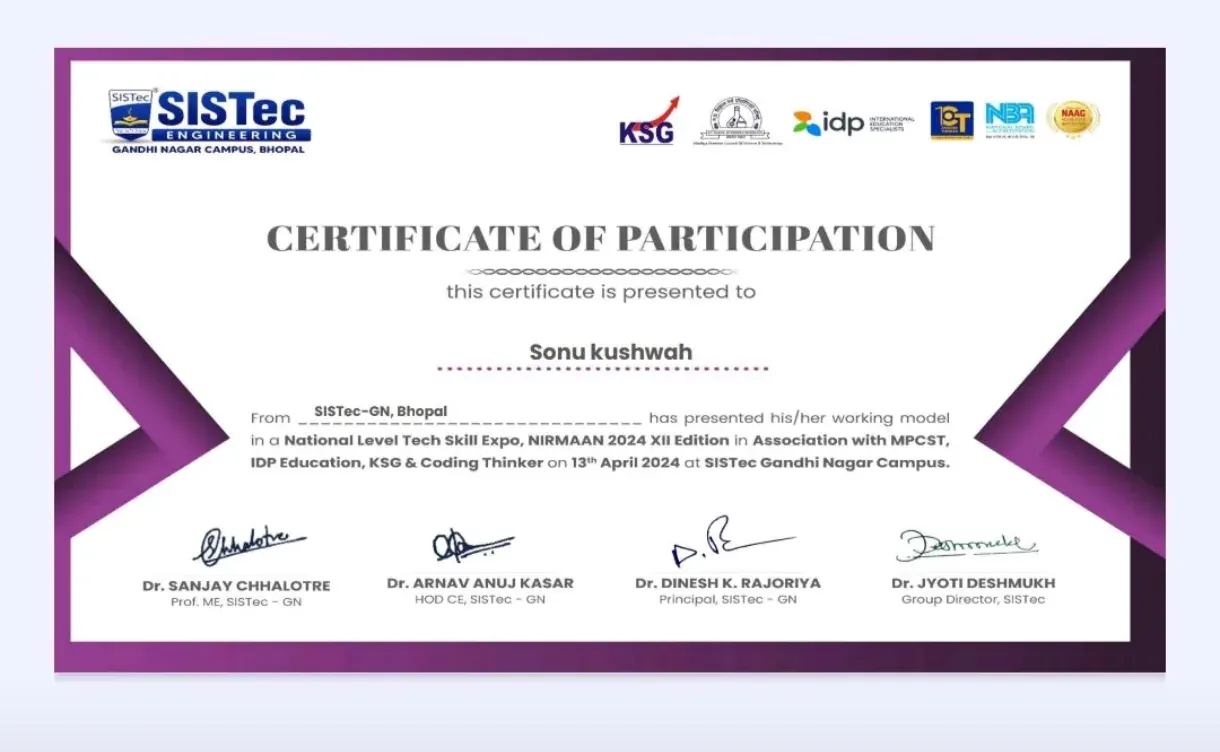 SISTec
SISTec
ENGINEERING
GANDHI NAGAR CAMPUS, BHOPAL
KSG
idp INTERNATIONAL EDUCATION SPECIALISTS
NBA
NAAC
CERTIFICATE OF PARTICIPATION
this certificate is presented to
Sonu kushwah
From SISTec-GN, Bhopal has presented his/her working model
in a National Level Tech Skill Expo, NIRMAAN 2024 XII Edition in Association with MPCST,
IDP Education, KSG & Coding Thinker on 13th April 2024 at SISTec Gandhi Nagar Campus.
Dr. SANJAY CHHALOTRE
Prof. ME, SISTec - GN
Dr. ARNAV ANUJ KASAR
HOD CE, SISTec - GN
Dr. DINESH K. RAJORIYA
Principal, SISTec - GN
Dr. JYOTI DESHMUKH
Group Director, SISTec